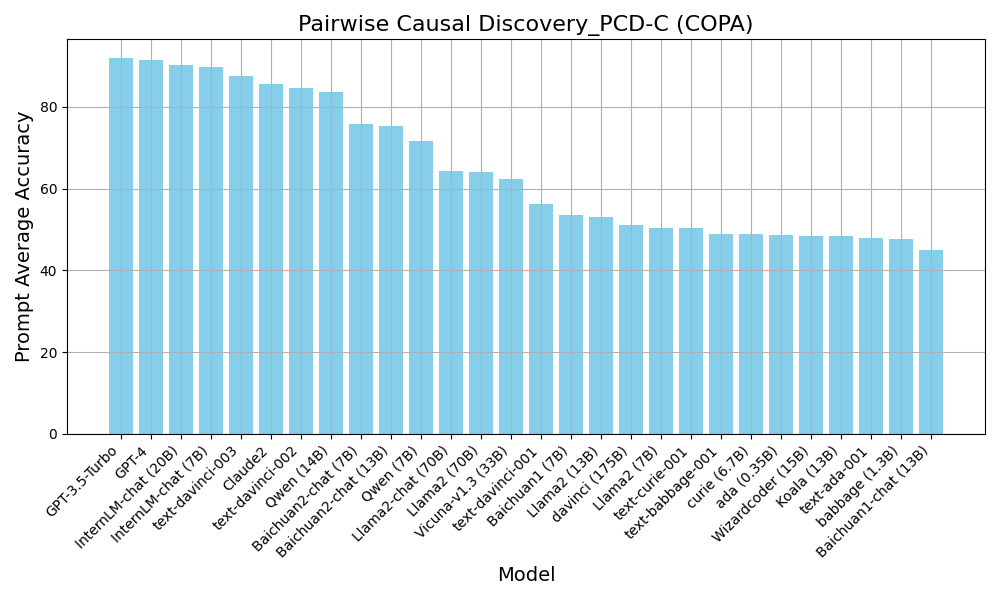 Pairwise Causal Discovery_PCD-C (COPA)
Prompt Average Accuracy
80
60
40
20
0
GPT-3.5-Turbo
GPT-4
InternLM-chat (20B)
InternLM-chat (7B)
text-davinci-003
Claude2
text-davinci-002
Qwen (14B)
Baichuan2-chat (7B)
Baichuan2-chat (13B)
Qwen (7B)
Llama2-chat (70B)
Llama2 (70B)
Vicuna-v1.3 (33B)
text-davinci-001
Baichuan1 (7B)
Llama2 (13B)
davinci (175B)
Llama2 (7B)
text-curie-001
text-babbage-001
curie (6.7B)
ada (0.35B)
Wizardcoder (15B)
Koala (13B)
text-ada-001
babbage (1.3B)
Baichuan1-chat (13B)
Model